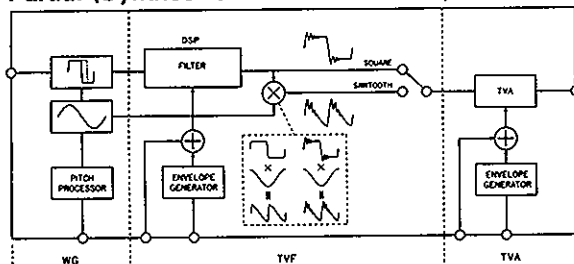 DSP
FILTER
SQUARE
SAWTOOTH
TVA
PITCH
PROCESSOR
ENVELOPE
GENERATOR
ENVELOPE
GENERATOR
WG
TVF
TVA